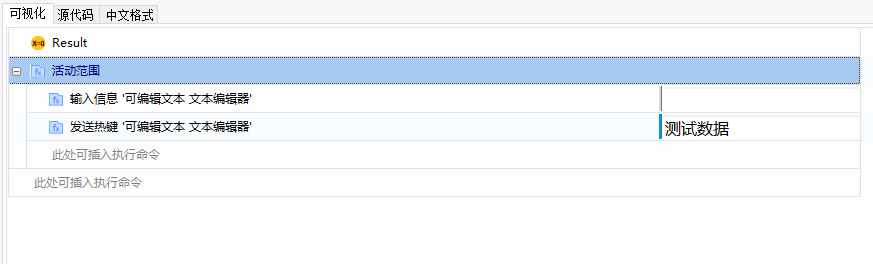 可视化 源代码 中文格式
X=0 Result
活动范围
输入信息 '可编辑文本 文本编辑器'
发送热键 '可编辑文本 文本编辑器' 测试数据
此处可插入执行命令
此处可插入执行命令